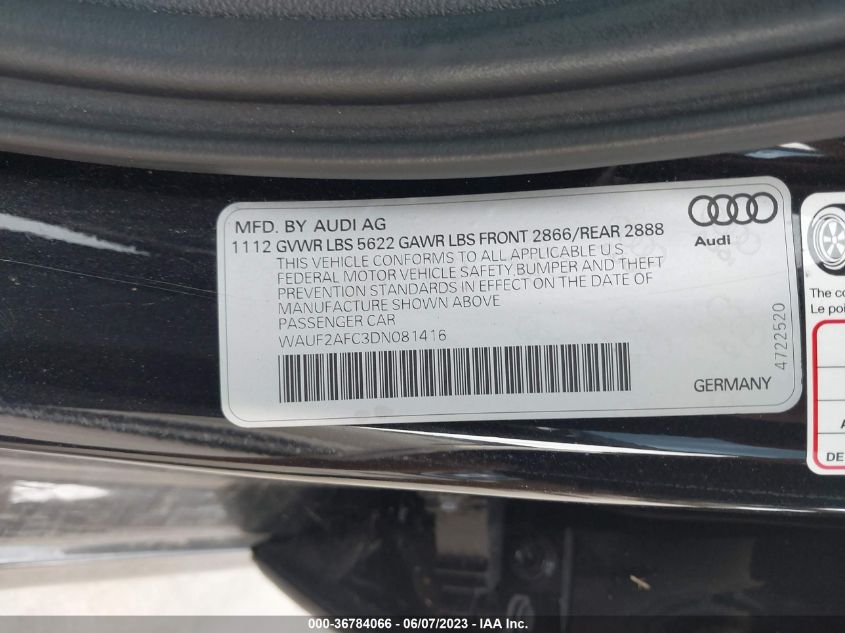 MFD. BY AUDI AG
1112 GVWR LBS 5622 GAWR LBS FRONT 2866/REAR 2888
THIS VEHICLE CONFORMS TO ALL APPLICABLE U.S
FEDERAL MOTOR VEHICLE SAFETY,BUMPER AND THEFT
PREVENTION STANDARDS IN EFFECT ON THE DATE OF
MANUFACTURE SHOWN ABOVE
PASSENGER CAR
WAUF2AFC3DN081416
Audi
4722520
GERMANY
The co
Le poi
A
DE
000-36784066 - 06/07/2023 - IAA Inc.